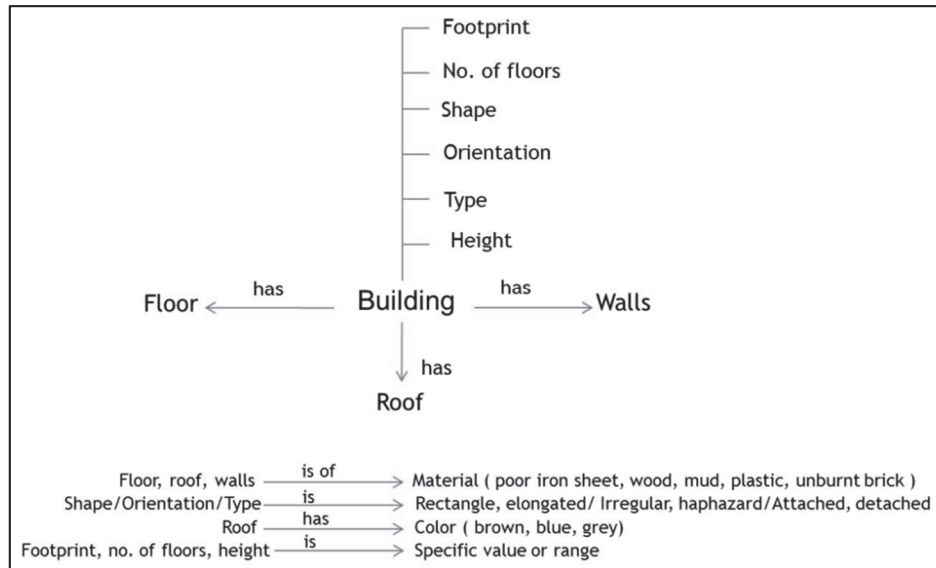 Footprint
No. of floors
Shape
Orientation
Type
Height
Floor has Building has Walls
has
Roof
Floor, roof, walls is of Material ( poor iron sheet, wood, mud, plastic, unburnt brick )
Shape/Orientation/Type is Rectangle, elongated/ Irregular, haphazard/Attached, detached
Roof has Color ( brown, blue, grey)
Footprint, no. of floors, height is Specific value or range